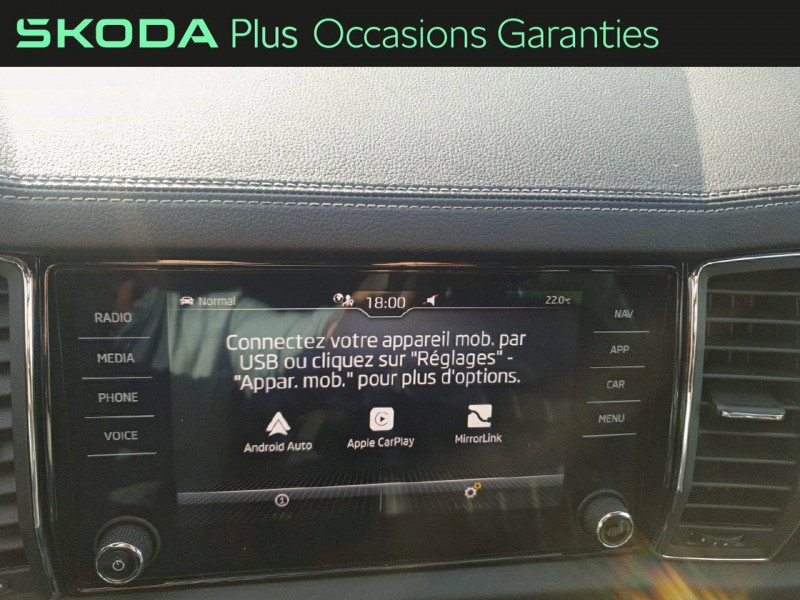 ŠKODA Plus Occasions Garanties
Normal
18:00
22.0°C
RADIO
MEDIA
PHONE
VOICE
Connectez votre appareil mob. par
USB ou cliquez sur "Réglages" -
"Appar. mob." pour plus d'options.
Android Auto
Apple CarPlay
MirrorLink
NAV
APP
CAR
MENU